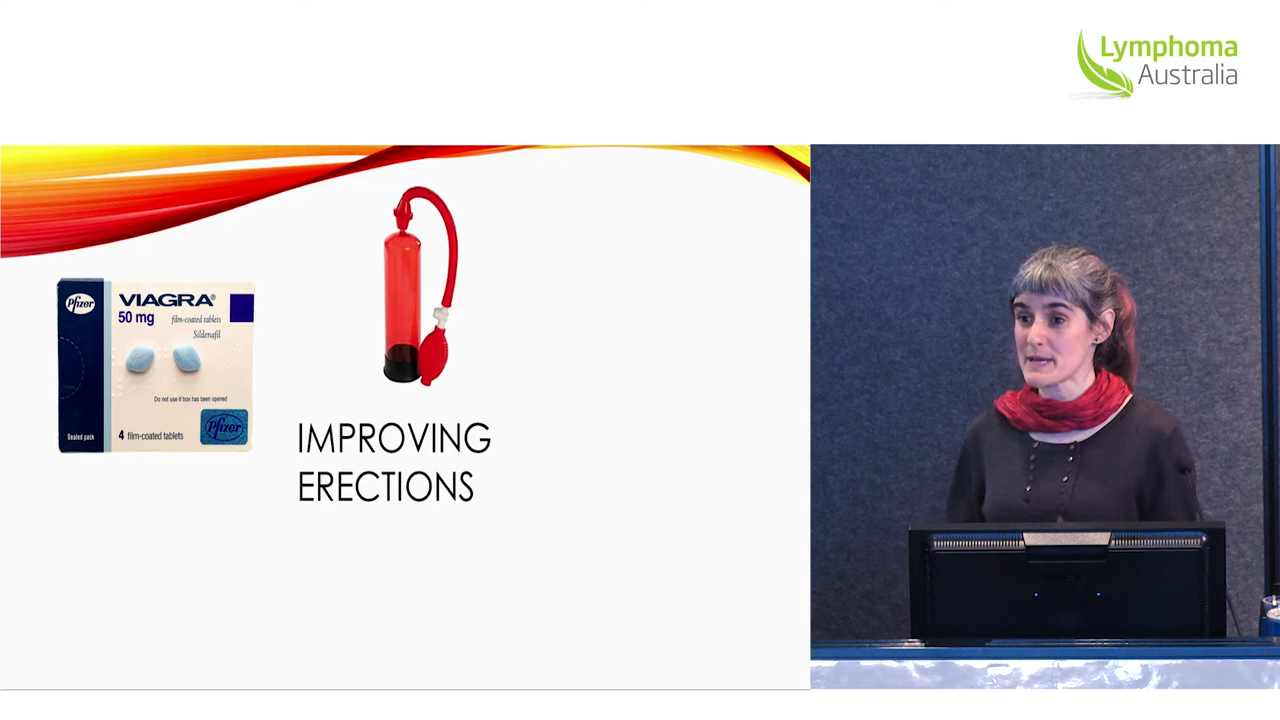 Lymphoma
Australia
Pfizer
VIAGRA®
50 mg
film-coated tablets
Sildenafil
Do not use if box has been opened
Sealed pack
4 film-coated tablets
Pfizer
IMPROVING
ERECTIONS